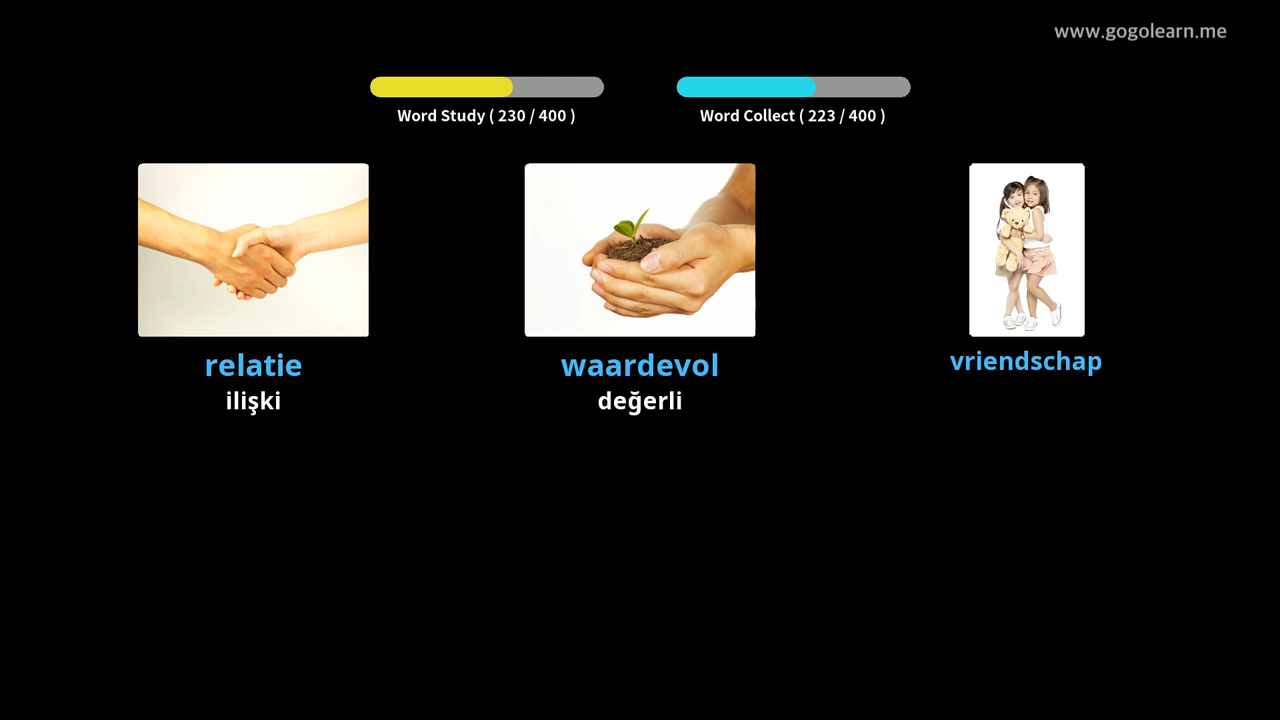 www.gogolearn.me
Word Study ( 230 / 400 )
Word Collect ( 223 / 400 )
relatie
ilişki
waardevol
değerli
vriendschap